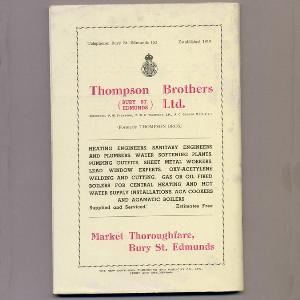 Telephone: Bury St. Edmunds 152 Established
Thompson Brothers
(BURY ST. EDMUNDS) Ltd.
(Formerly THOMPSON BROS.)
HEATING ENGINEERS, SANITARY ENGINEERS
AND PLUMBERS, WATER SOFTENING PLANTS,
PUMPING OUTFITS, SHEET METAL WORKERS,
LEAD WINDOW EXPERTS. OXY-ACETYLENE
WELDING AND CUTTING. GAS OR OIL FIRED
BOILERS FOR CENTRAL HEATING AND HOT
WATER SUPPLY INSTALLATIONS, AGA COOKERS
AND AGAMATIC BOILERS
Supplied and Serviced. Estimates Free
Market Thoroughfare,
Bury St. Edmunds